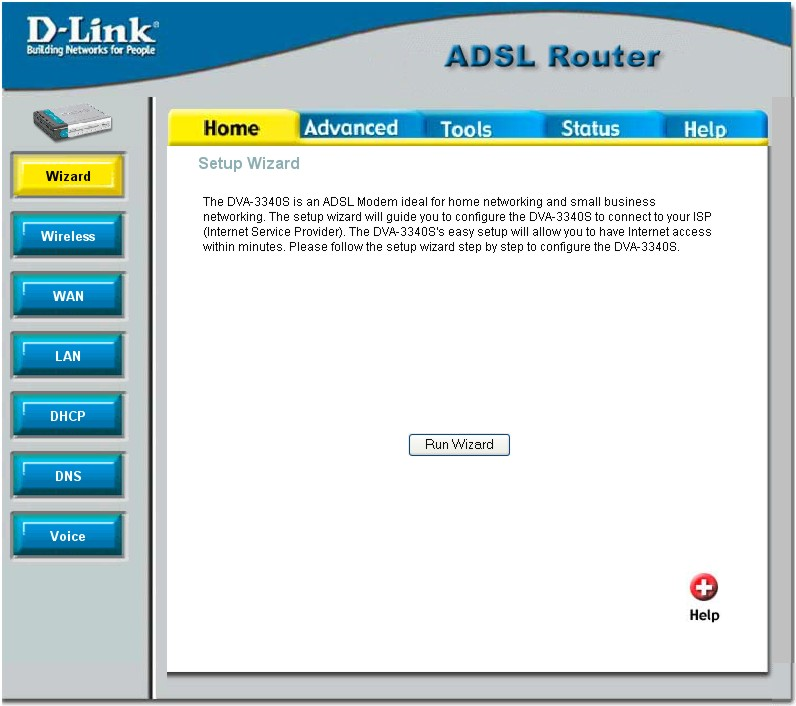 D-Link®
Building Networks for People
ADSL Router
Home
Advanced
Tools
Status
Help
Wizard
Wireless
WAN
LAN
DHCP
DNS
Voice
Setup Wizard
The DVA-3340S is an ADSL Modem ideal for home networking and small business
networking. The setup wizard will guide you to configure the DVA-3340S to connect to your ISP
(Internet Service Provider). The DVA-3340S's easy setup will allow you to have Internet access
within minutes. Please follow the setup wizard step by step to configure the DVA-3340S.
Run Wizard
Help